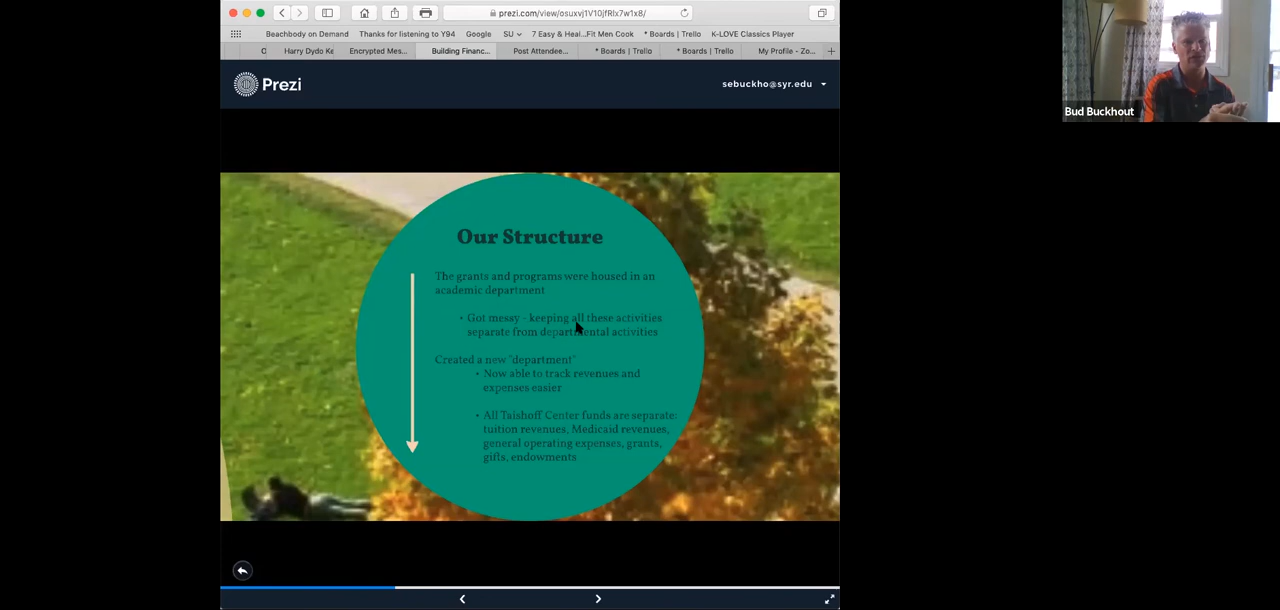 prezi.com/view/osuxvj1V10jfRlx7w1x8/
Beachbody on Demand Thanks for listening to Y94 Google SU 7 Easy & Heal...Fit Men Cook * Boards | Trello K-LOVE Classics Player
Harry Dydo Ke Encrypted Mes... Building Financ... Post Attendee... * Boards | Trello * Boards | Trello My Profile - Zo...
Prezi
sebuckho@syr.edu
Bud Buckhout
Our Structure
The grants and programs were housed in an
academic department
• Got messy - keeping all these activities
separate from departmental activities
Created a new "department"
• Now able to track revenues and
expenses easier
• All Taishoff Center funds are separate:
tuition revenues, Medicaid revenues,
general operating expenses, grants,
gifts, endowments